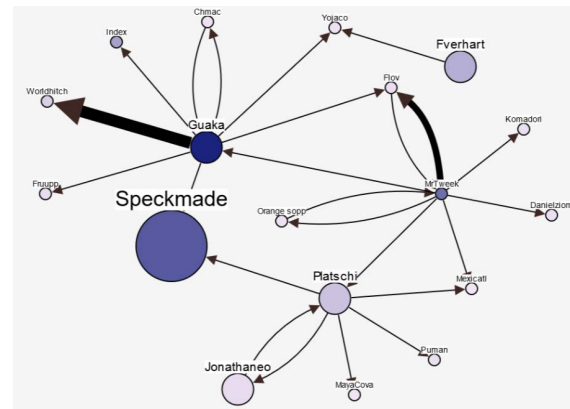 Chmac
Yojaco
Index
Fverhart
Flov
Worldhitch
Guaka
Komadori
MrTweek
Fruupp
Speckmade
Orange sopp
Danielzion
Platschi
Mexicatl
Puman
Jonathaneo
MayaCova